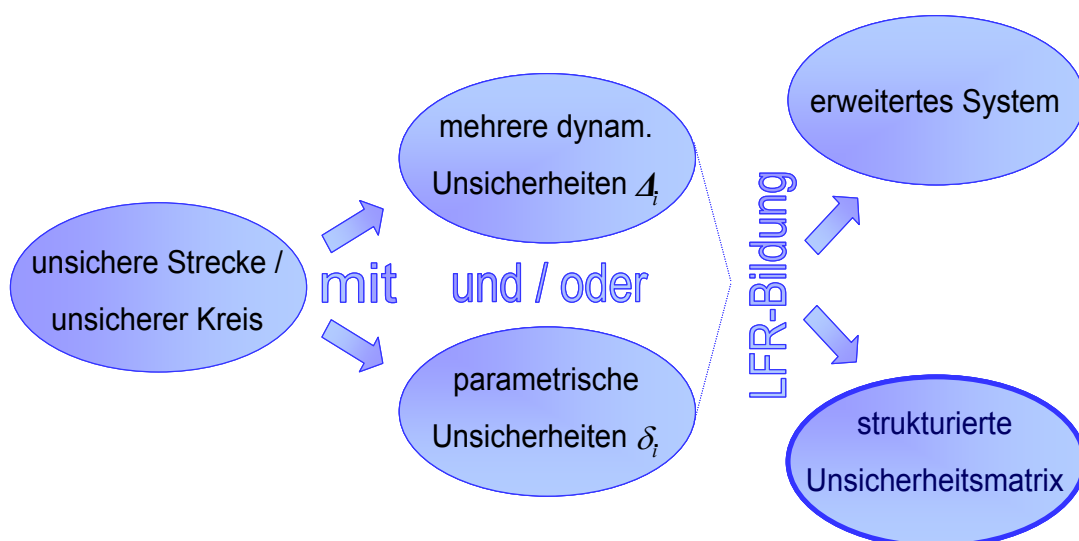 unsichere Strecke /
unsicherer Kreis
mit
mehrere dynam.
Unsicherheiten Δᵢ
und / oder
parametrische
Unsicherheiten δᵢ
LFR-Bildung
erweitertes System
strukturierte
Unsicherheitsmatrix